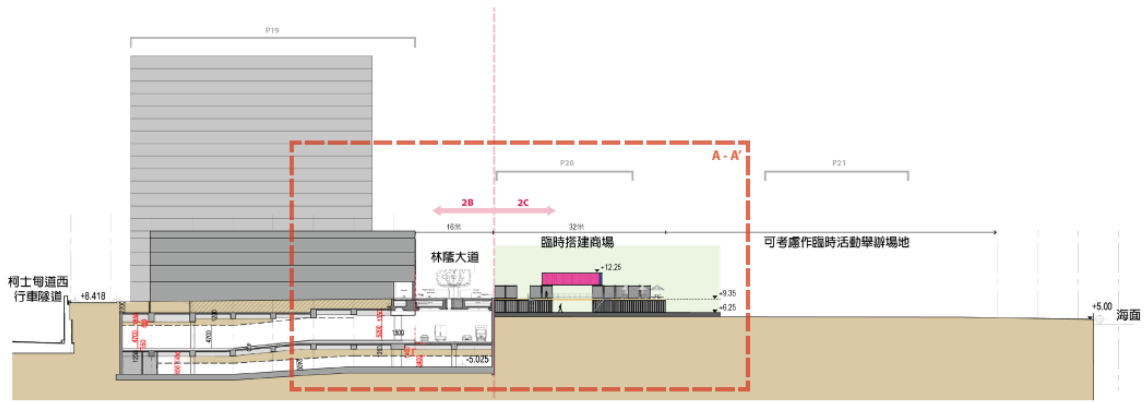 P19
A - A'
P20
P21
2B
2C
16米
32米
臨時搭建商場
可考慮作臨時活動舉辦場地
林蔭大道
柯士甸道西
行車隧道
+8.418
+12.25
+9.35
+6.25
+5.00
海面
1200
4700
-5.025